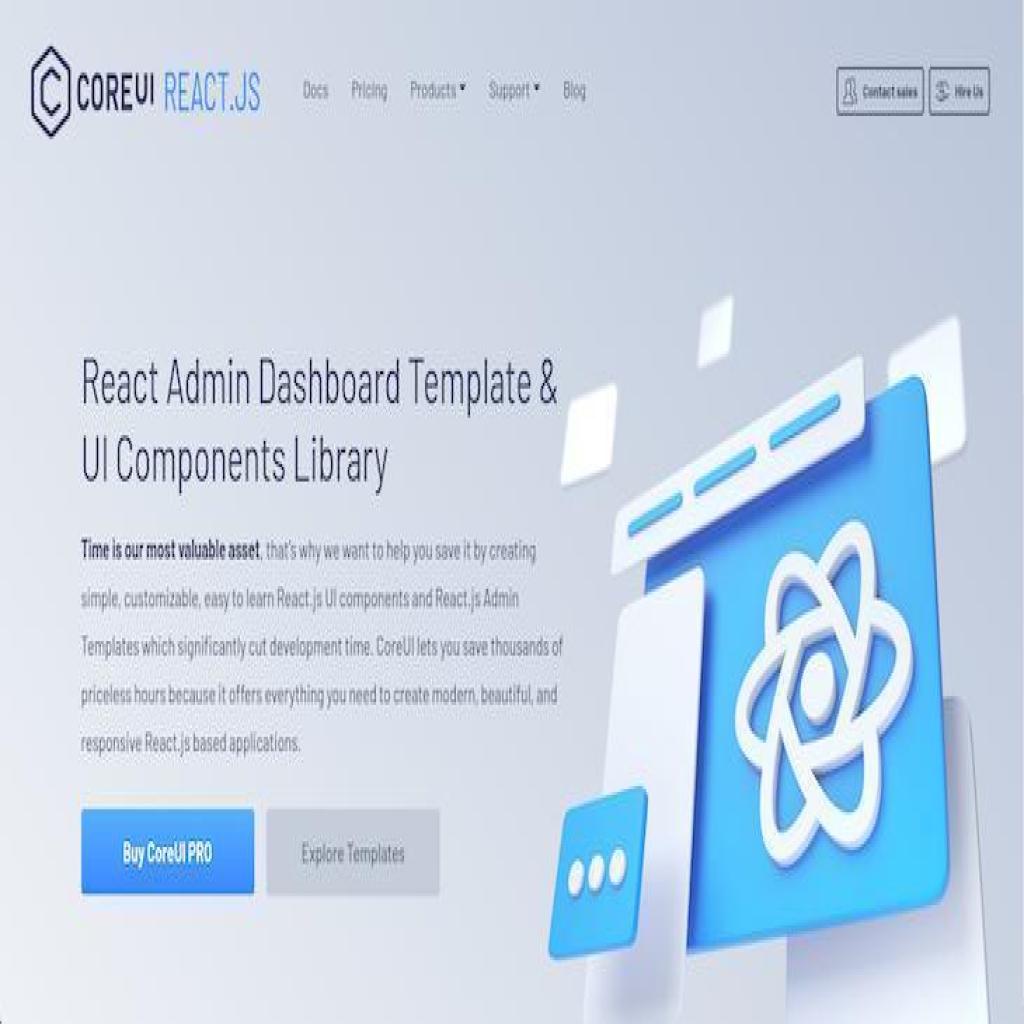 COREUI REACT.JS
Docs Pricing Products Support Blog
Contact sales Hire Us
React Admin Dashboard Template &
UI Components Library
Time is our most valuable asset, that's why we want to help you save it by creating
simple, customizable, easy to learn React.js UI components and React.js Admin
Templates which significantly cut development time. CoreUI lets you save thousands of
priceless hours because it offers everything you need to create modern, beautiful, and
responsive React.js based applications.
Buy CoreUI PRO Explore Templates